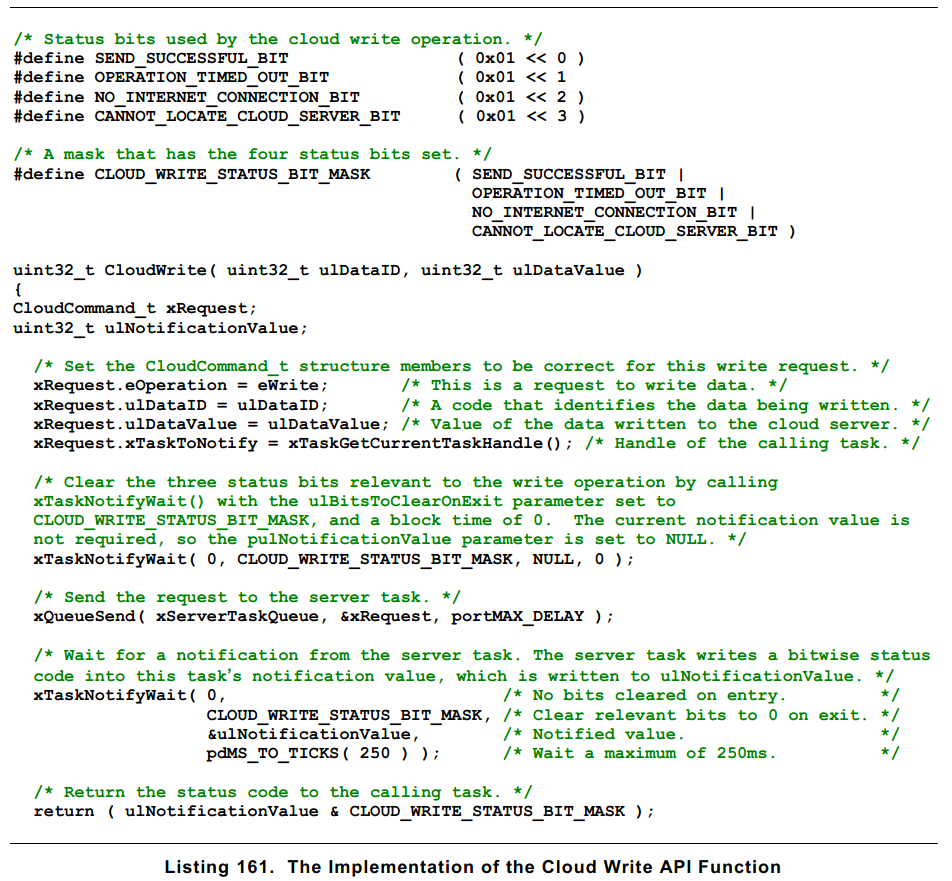 /* Status bits used by the cloud write operation. */
#define SEND_SUCCESSFUL_BIT ( 0x01 << 0 )
#define OPERATION_TIMED_OUT_BIT ( 0x01 << 1
#define NO_INTERNET_CONNECTION_BIT ( 0x01 << 2 )
#define CANNOT_LOCATE_CLOUD_SERVER_BIT ( 0x01 << 3 )
/* A mask that has the four status bits set. */
#define CLOUD_WRITE_STATUS_BIT_MASK ( SEND_SUCCESSFUL_BIT |
OPERATION_TIMED_OUT_BIT |
NO_INTERNET_CONNECTION_BIT |
CANNOT_LOCATE_CLOUD_SERVER_BIT )
uint32_t CloudWrite( uint32_t ulDataID, uint32_t ulDataValue )
{
CloudCommand_t xRequest;
uint32_t ulNotificationValue;
/* Set the CloudCommand_t structure members to be correct for this write request. */
xRequest.eOperation = eWrite; /* This is a request to write data. */
xRequest.ulDataID = ulDataID; /* A code that identifies the data being written. */
xRequest.ulDataValue = ulDataValue; /* Value of the data written to the cloud server. */
xRequest.xTaskToNotify = xTaskGetCurrentTaskHandle(); /* Handle of the calling task. */
/* Clear the three status bits relevant to the write operation by calling
xTaskNotifyWait() with the ulBitsToClearOnExit parameter set to
CLOUD_WRITE_STATUS_BIT_MASK, and a block time of 0. The current notification value is
not required, so the pulNotificationValue parameter is set to NULL. */
xTaskNotifyWait( 0, CLOUD_WRITE_STATUS_BIT_MASK, NULL, 0 );
/* Send the request to the server task. */
xQueueSend( xServerTaskQueue, &xRequest, portMAX_DELAY );
/* Wait for a notification from the server task. The server task writes a bitwise status
code into this task’s notification value, which is written to ulNotificationValue. */
xTaskNotifyWait( 0, /* No bits cleared on entry. */
CLOUD_WRITE_STATUS_BIT_MASK, /* Clear relevant bits to 0 on exit. */
&ulNotificationValue, /* Notified value. */
pdMS_TO_TICKS( 250 ) ); /* Wait a maximum of 250ms. */
/* Return the status code to the calling task. */
return ( ulNotificationValue & CLOUD_WRITE_STATUS_BIT_MASK );
Listing 161. The Implementation of the Cloud Write API Function